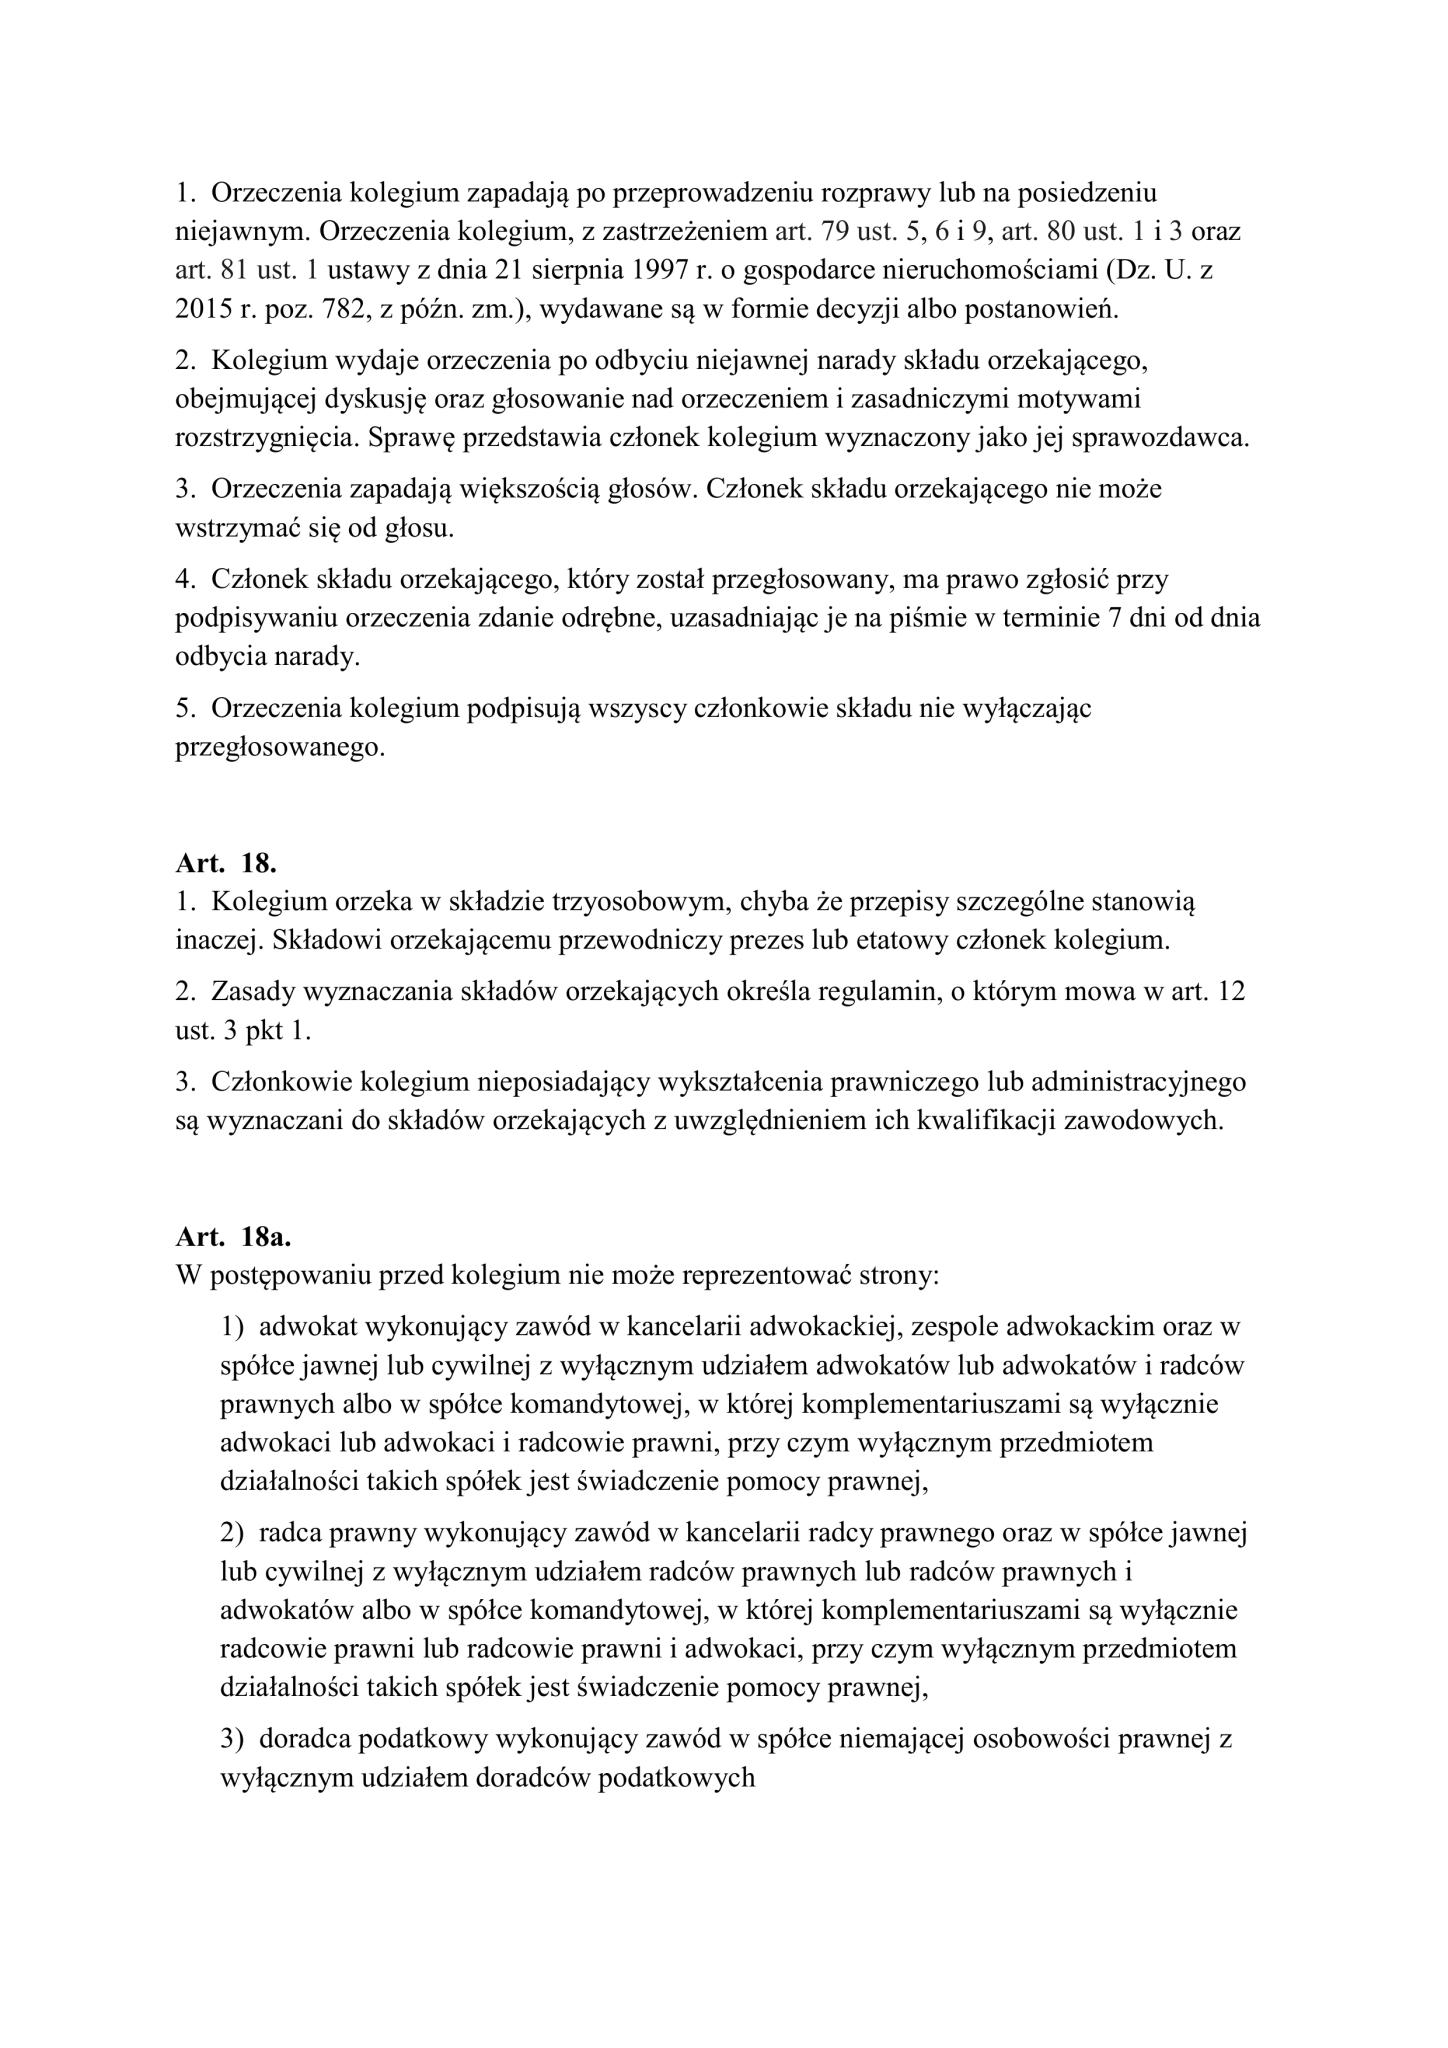 1. Orzeczenia kolegium zapadają po przeprowadzeniu rozprawy lub na posiedzeniu
niejawnym. Orzeczenia kolegium, z zastrzeżeniem art. 79 ust. 5, 6 i 9, art. 80 ust. 1 i 3 oraz
art. 81 ust. 1 ustawy z dnia 21 sierpnia 1997 r. o gospodarce nieruchomościami (Dz. U. z
2015 r. poz. 782, z późn. zm.), wydawane są w formie decyzji albo postanowień.
2. Kolegium wydaje orzeczenia po odbyciu niejawnej narady składu orzekającego,
obejmującej dyskusję oraz głosowanie nad orzeczeniem i zasadniczymi motywami
rozstrzygnięcia. Sprawę przedstawia członek kolegium wyznaczony jako jej sprawozdawca.
3. Orzeczenia zapadają większością głosów. Członek składu orzekającego nie może
wstrzymać się od głosu.
4. Członek składu orzekającego, który został przegłosowany, ma prawo zgłosić przy
podpisywaniu orzeczenia zdanie odrębne, uzasadniając je na piśmie w terminie 7 dni od dnia
odbycia narady.
5. Orzeczenia kolegium podpisują wszyscy członkowie składu nie wyłączając
przegłosowanego.
Art. 18.
1. Kolegium orzeka w składzie trzyosobowym, chyba że przepisy szczególne stanowią
inaczej. Składowi orzekającemu przewodniczy prezes lub etatowy członek kolegium.
2. Zasady wyznaczania składów orzekających określa regulamin, o którym mowa w art. 12
ust. 3 pkt 1.
3. Członkowie kolegium nieposiadający wykształcenia prawniczego lub administracyjnego
są wyznaczani do składów orzekających z uwzględnieniem ich kwalifikacji zawodowych.
Art. 18a.
W postępowaniu przed kolegium nie może reprezentować strony:
1) adwokat wykonujący zawód w kancelarii adwokackiej, zespole adwokackim oraz w
spółce jawnej lub cywilnej z wyłącznym udziałem adwokatów lub adwokatów i radców
prawnych albo w spółce komandytowej, w której komplementariuszami są wyłącznie
adwokaci lub adwokaci i radcowie prawni, przy czym wyłącznym przedmiotem
działalności takich spółek jest świadczenie pomocy prawnej,
2) radca prawny wykonujący zawód w kancelarii radcy prawnego oraz w spółce jawnej
lub cywilnej z wyłącznym udziałem radców prawnych lub radców prawnych i
adwokatów albo w spółce komandytowej, w której komplementariuszami są wyłącznie
radcowie prawni lub radcowie prawni i adwokaci, przy czym wyłącznym przedmiotem
działalności takich spółek jest świadczenie pomocy prawnej,
3) doradca podatkowy wykonujący zawód w spółce niemającej osobowości prawnej z
wyłącznym udziałem doradców podatkowych